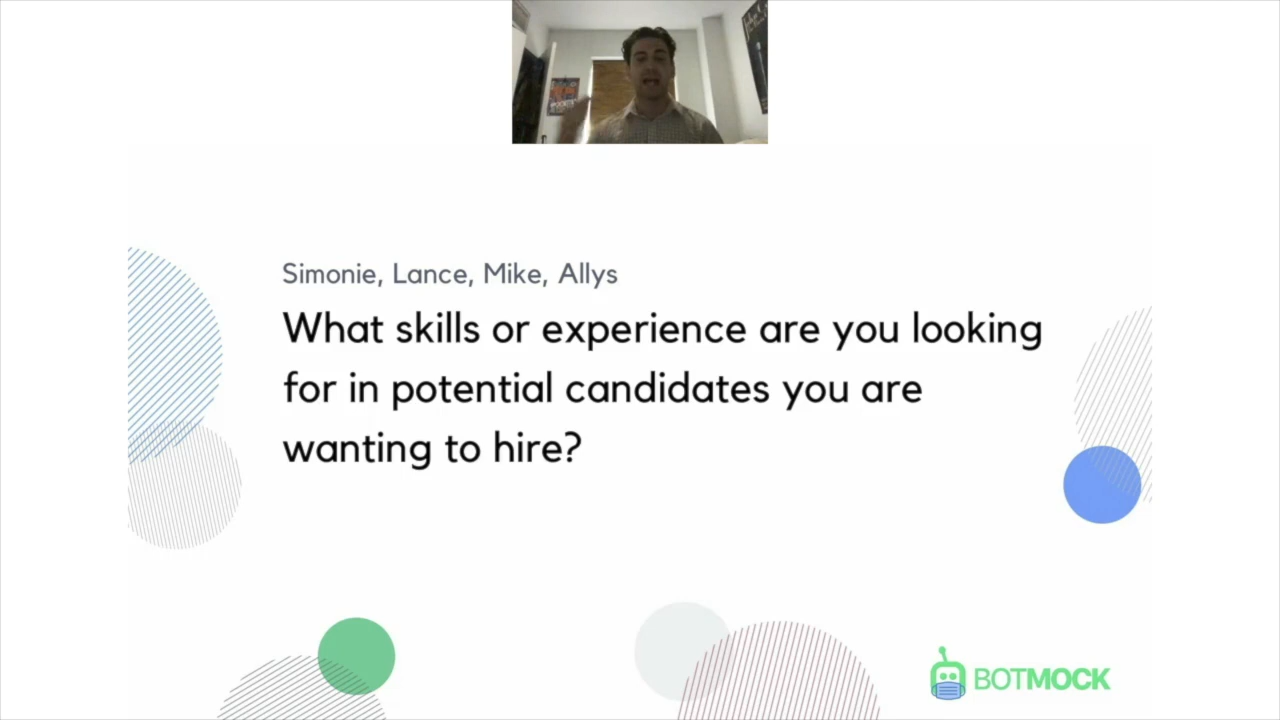 Simonie, Lance, Mike, Allys
What skills or experience are you looking
for in potential candidates you are
wanting to hire?
BOTMOCK